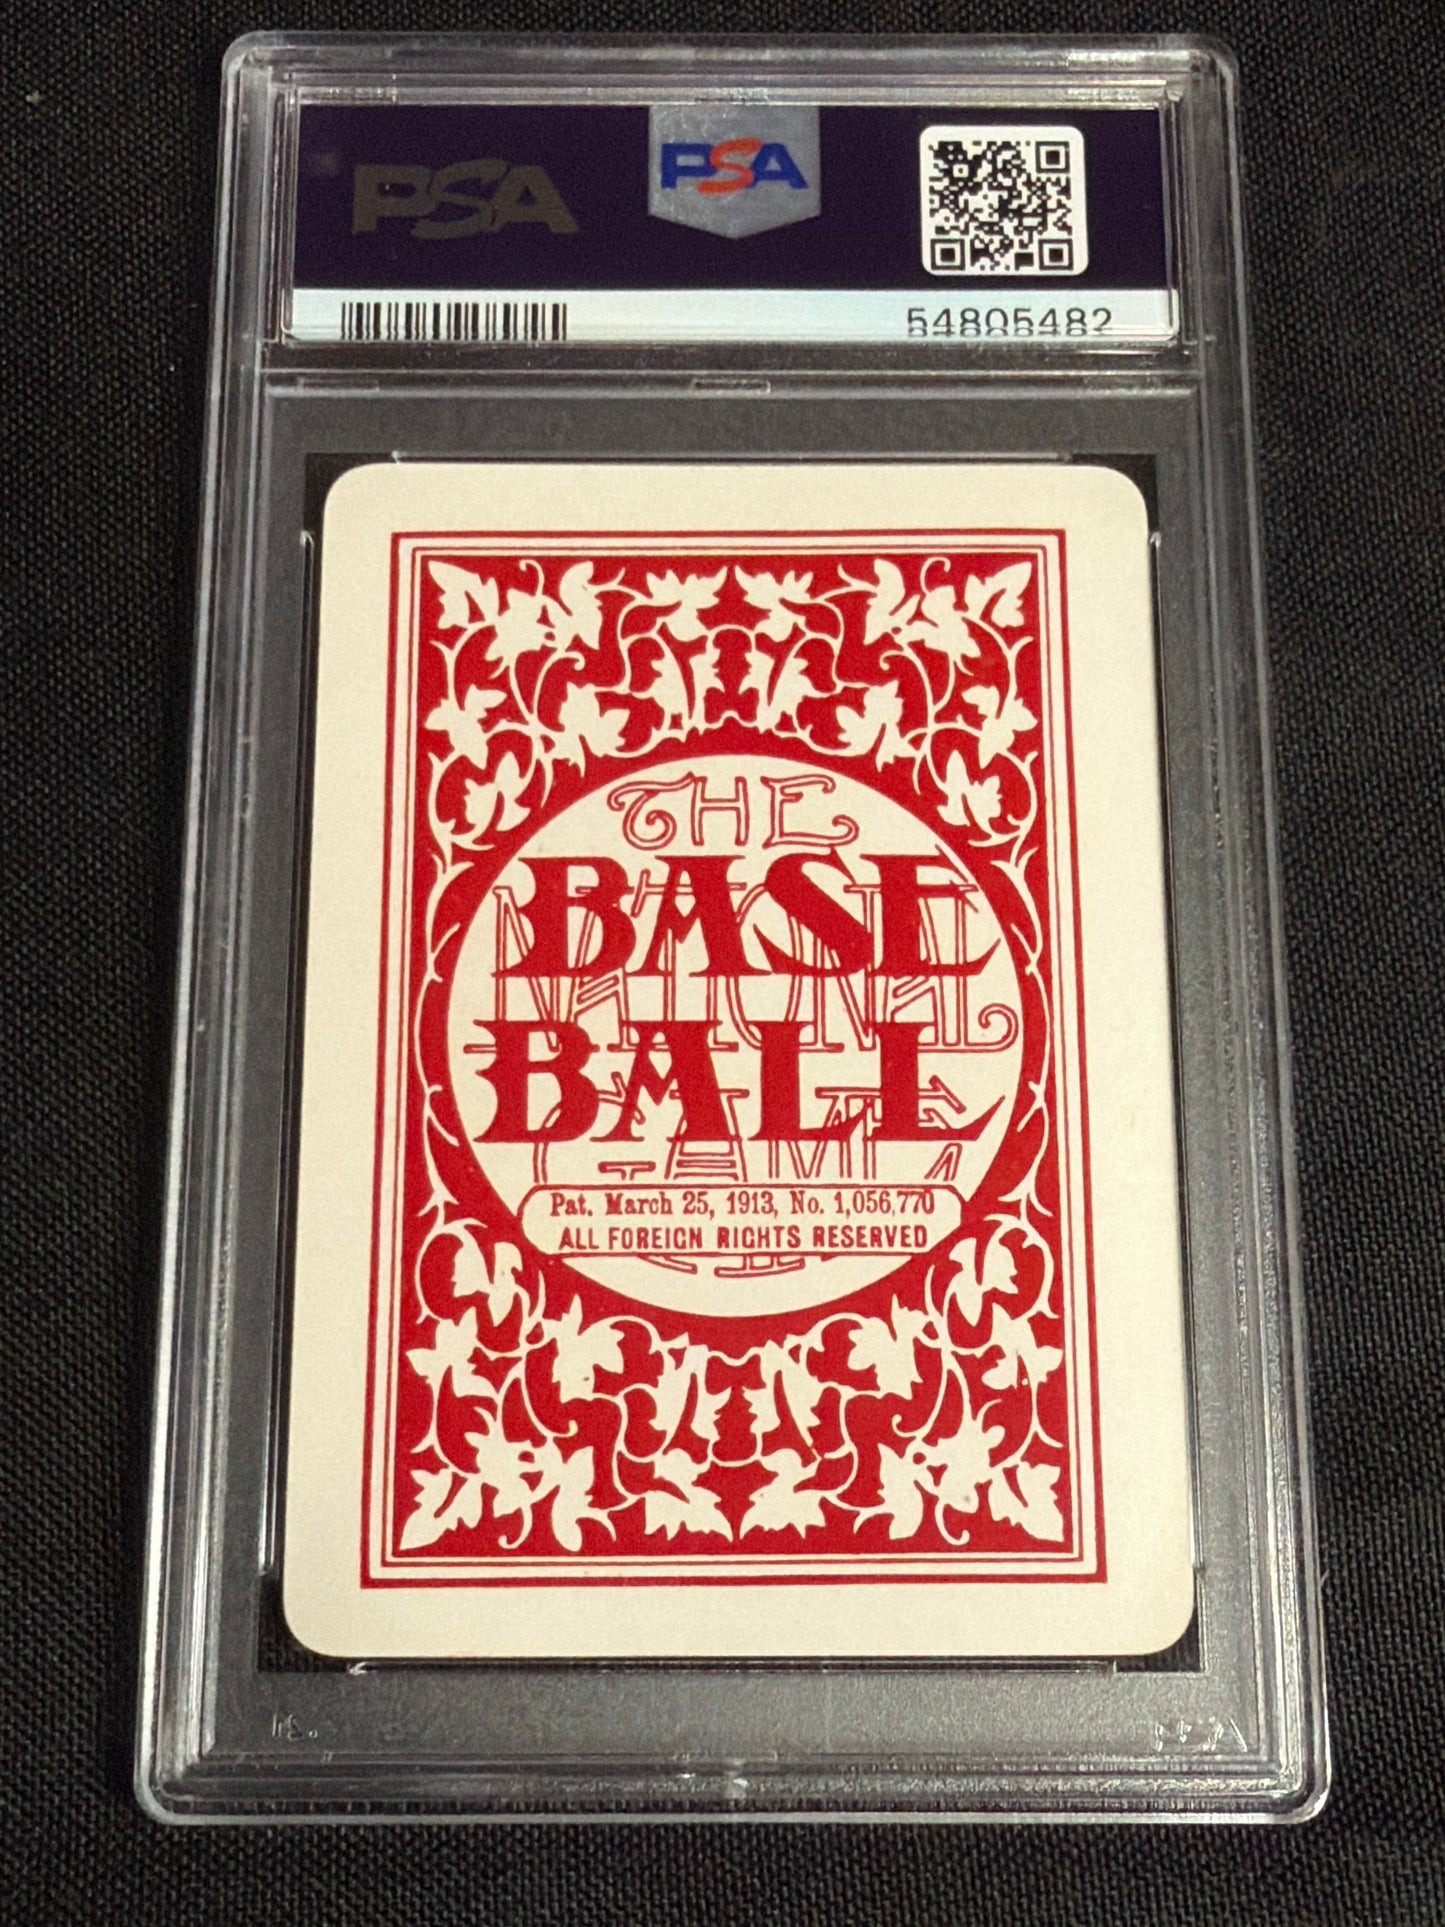 PSA
PSA
54805482
THE
BASE
NATIONAL
BALL
GAME
Pat. March 25, 1913, No. 1,056,770
ALL FOREIGN RIGHTS RESERVED